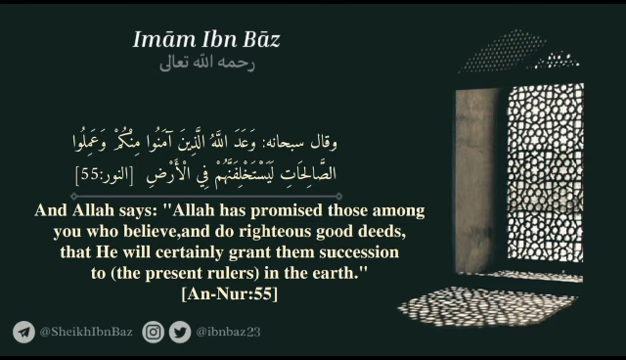 Imām Ibn Bāz
رحمه الله تعالى
وقال سبحانه: وَعَدَ اللَّهُ الَّذِينَ آمَنُوا مِنْكُمْ وَعَمِلُوا
الصَّالِحَاتِ لَيَسْتَخْلِفَنَّهُمْ فِي الْأَرْضِ [النور:55]
And Allah says: "Allah has promised those among
you who believe,and do righteous good deeds,
that He will certainly grant them succession
to (the present rulers) in the earth."
[An-Nur:55]
@SheikhIbnBaz @ibnbaz23